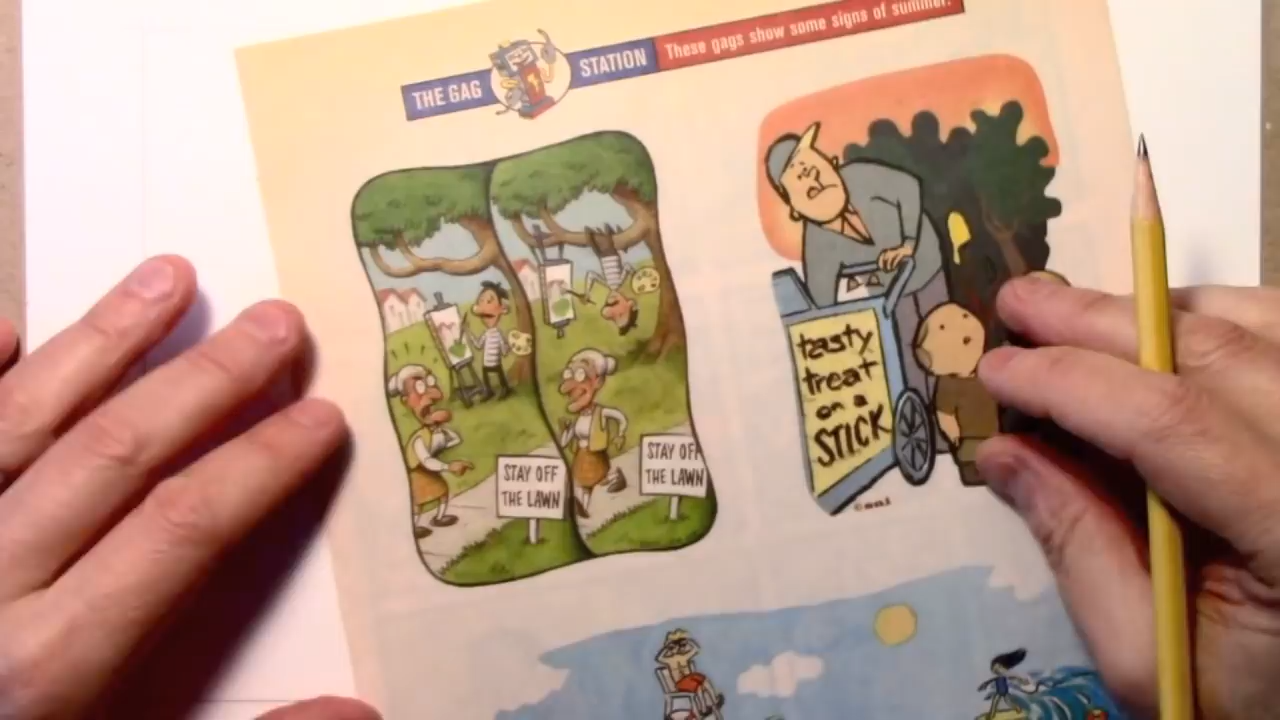 THE GAG STATION These gags show some signs of summer.
STAY OFF
THE LAWN
STAY OFF
THE LAWN
tasty
treat
on a
STICK